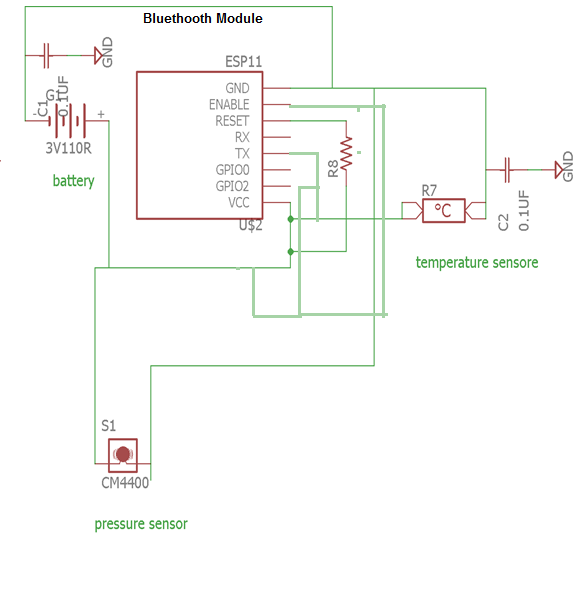 Bluethooth Module
GND
ESP11
C1
0.1UF
G1
GND
ENABLE
RESET
RX
TX
GPIO0
GPIO2
VCC
U$2
- +
3V110R
battery
R8
R7
°C
GND
C2
0.1UF
temperature sensore
S1
CM4400
pressure sensor